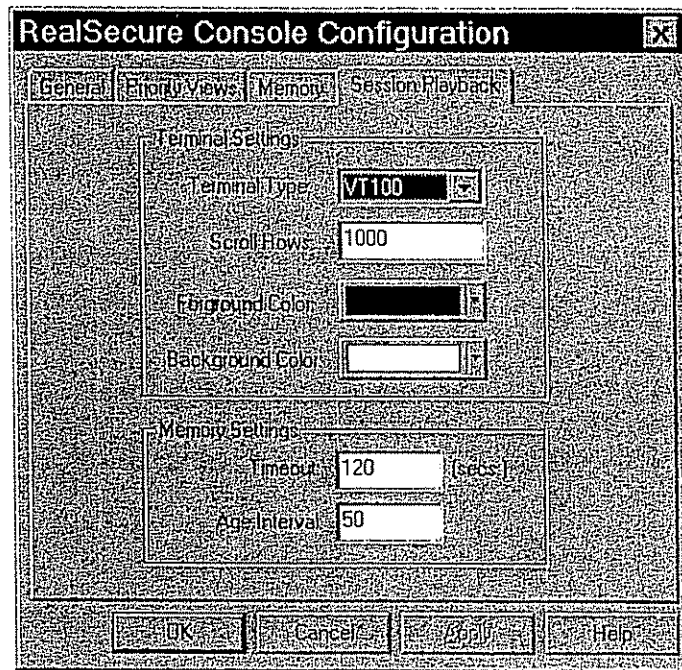 RealSecure Console Configuration
General Priority Views Memory Session Playback
Terminal Settings
Terminal Type: VT100
Scroll Rows: 1000
Forground Color:
Background Color:
Memory Settings
Timeout: 120 (secs.)
Age Interval: 50
OK Cancel Apply Help